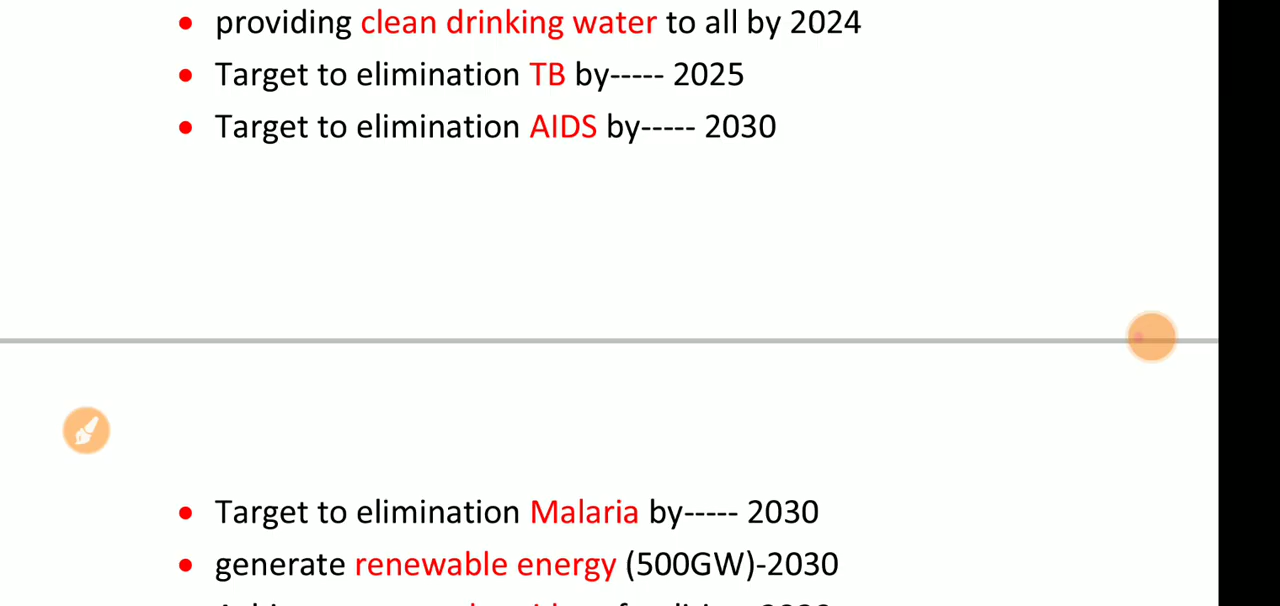 • providing clean drinking water to all by 2024
• Target to elimination TB by----- 2025
• Target to elimination AIDS by----- 2030
• Target to elimination Malaria by----- 2030
• generate renewable energy (500GW)-2030